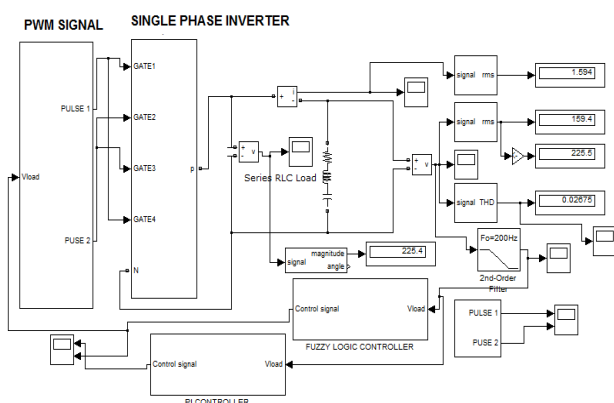 PWM SIGNAL
SINGLE PHASE INVERTER
Vload
PULSE 1
PUSE 2
GATE1
GATE2
GATE3
GATE4
N
p
+
-
i
+
-
v
Series RLC Load
+
-
v
signal rms
1.594
signal rms
159.4
225.5
signal THD
0.02675
signal
magnitude
angle
225.4
Fo=200Hz
2nd-Order
Filter
Control signal
Vload
FUZZY LOGIC CONTROLLER
Control signal
Vload
PI CONTROLLER
PULSE 1
PUSE 2